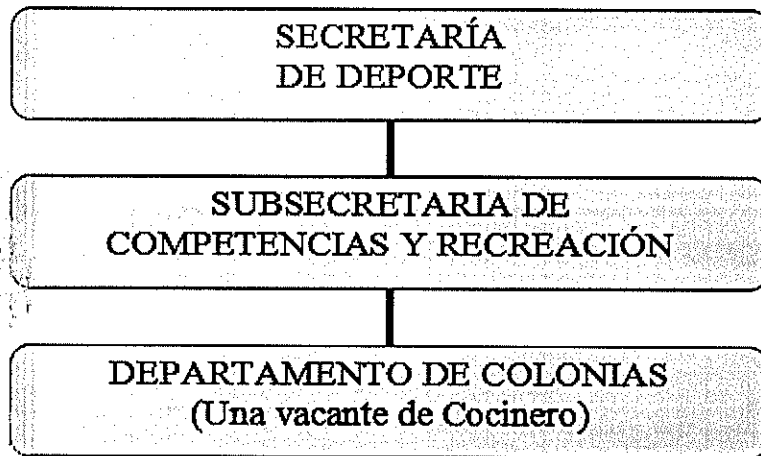 SECRETARÍA
DE DEPORTE
SUBSECRETARIA DE
COMPETENCIAS Y RECREACIÓN
DEPARTAMENTO DE COLONIAS
(Una vacante de Cocinero)